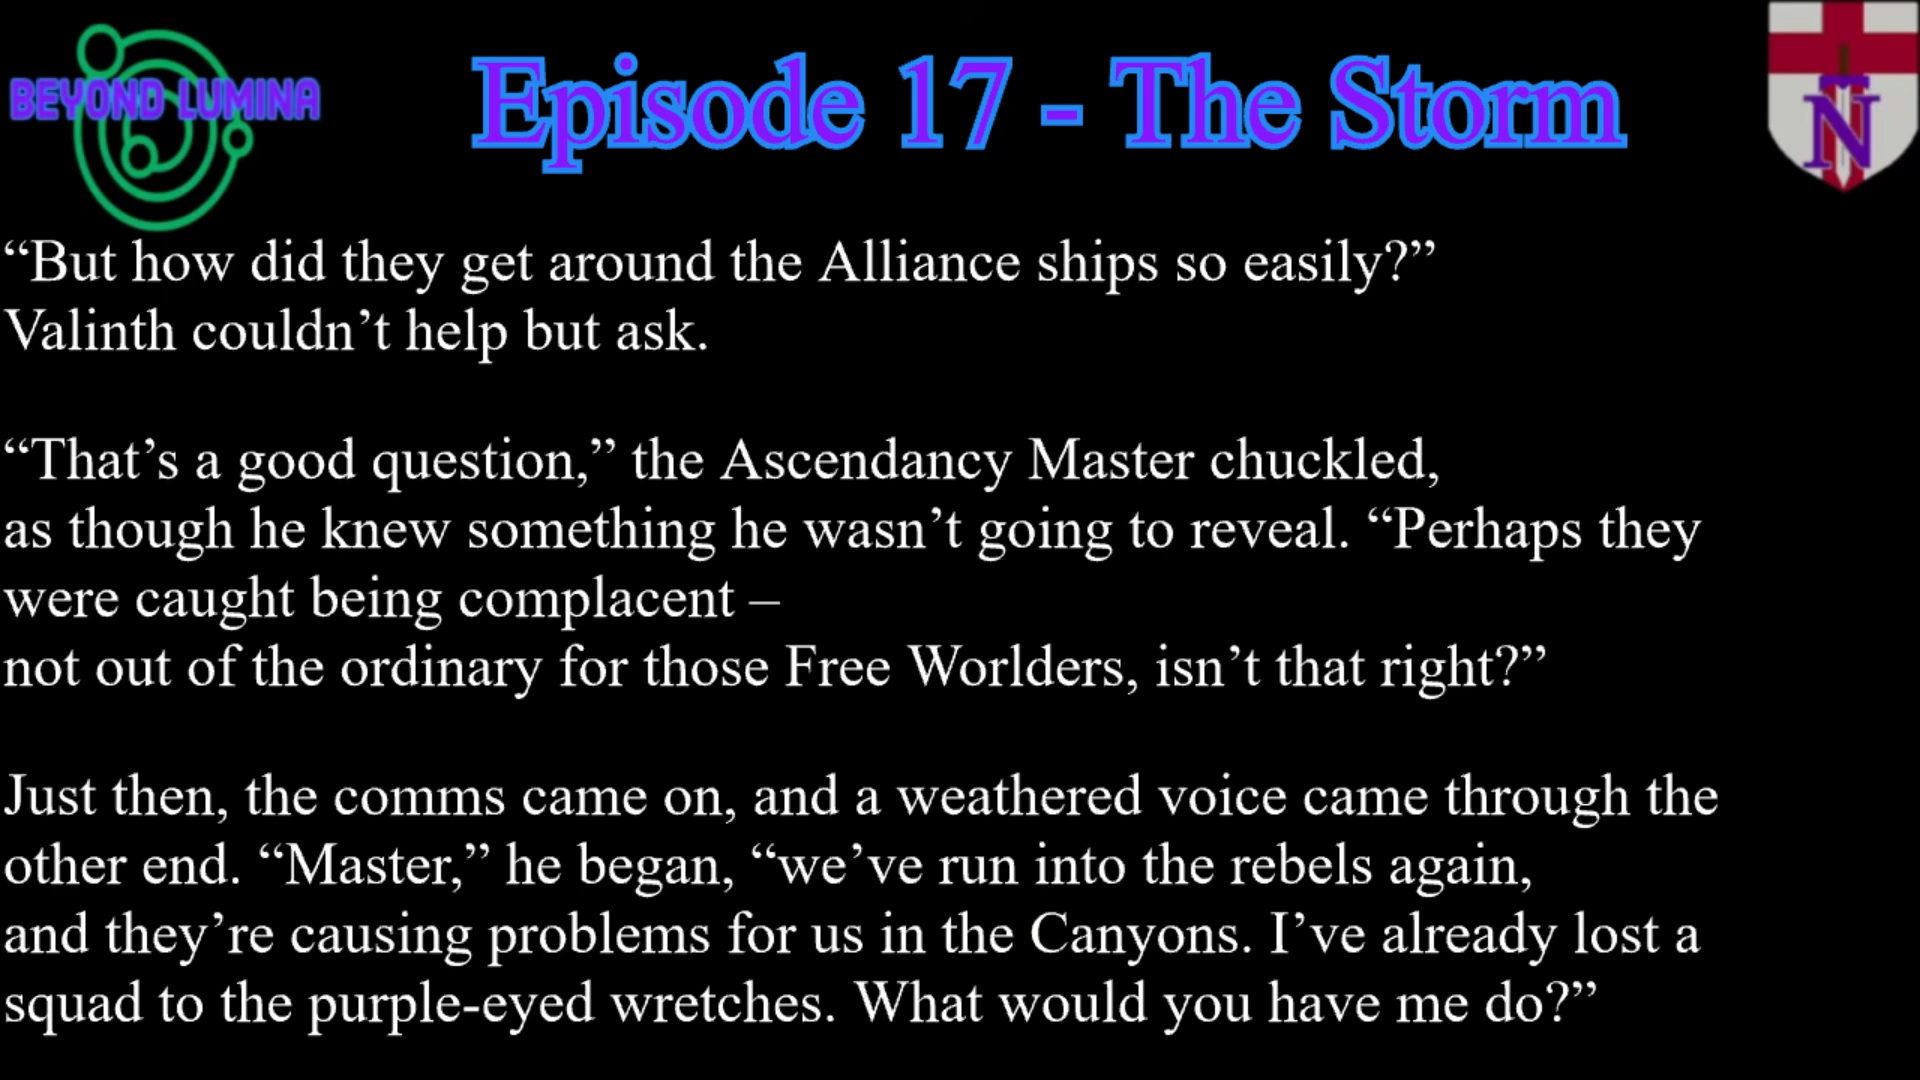 BEYOND LUMINA
Episode 17 - The Storm
N
“But how did they get around the Alliance ships so easily?”
Valinth couldn’t help but ask.
“That’s a good question,” the Ascendancy Master chuckled,
as though he knew something he wasn’t going to reveal. “Perhaps they
were caught being complacent –
not out of the ordinary for those Free Worlders, isn’t that right?”
Just then, the comms came on, and a weathered voice came through the
other end. “Master,” he began, “we’ve run into the rebels again,
and they’re causing problems for us in the Canyons. I’ve already lost a
squad to the purple-eyed wretches. What would you have me do?”